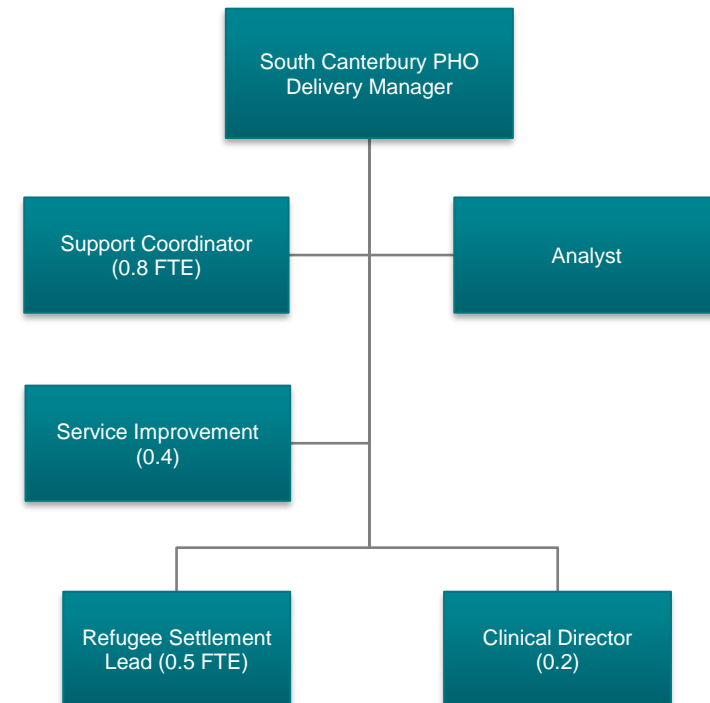 South Canterbury PHO
Delivery Manager
Support Coordinator
(0.8 FTE)
Analyst
Service Improvement
(0.4)
Refugee Settlement
Lead (0.5 FTE)
Clinical Director
(0.2)